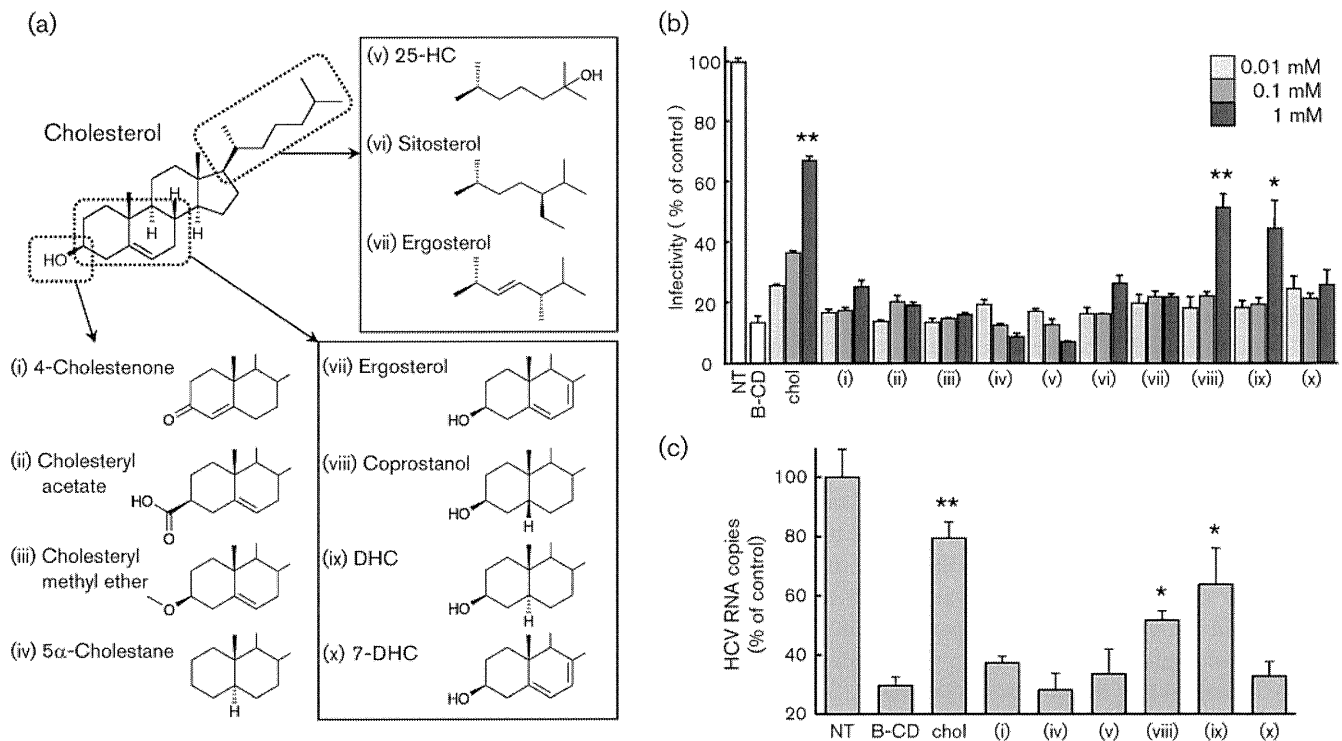 (a)
Cholesterol
HO
(v) 25-HC
OH
(vi) Sitosterol
(vii) Ergosterol
H
H
H
(i) 4-Cholestenone
O
(ii) Cholesteryl
acetate
HO
O
(iii) Cholesteryl
methyl ether
O
(iv) 5α-Cholestane
H
(vii) Ergosterol
HO
(viii) Coprostanol
HO
H
(ix) DHC
HO
H
(x) 7-DHC
HO
(b)
Infectivity ( % of control)
100
80
60
40
20
0
0.01 mM
0.1 mM
1 mM
**
**
*
NT
B-CD
chol
(i) (ii) (iii) (iv) (v) (vi) (vii) (viii) (ix) (x)
(c)
HCV RNA copies
(% of control)
100
80
60
40
20
**
*
*
NT B-CD chol (i) (iv) (v) (viii) (ix) (x)